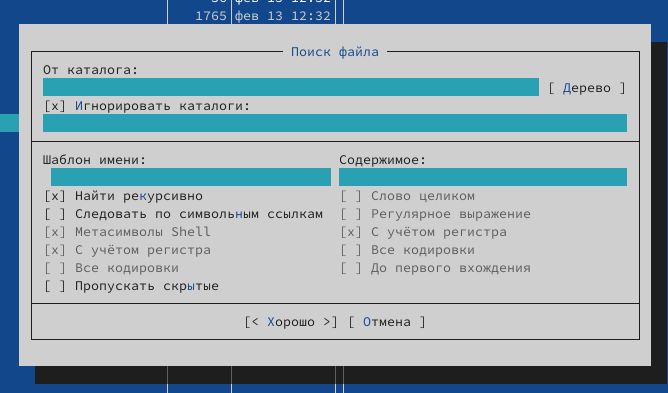 1765 фев 13 12:32
Поиск файла
От каталога:
[ Дерево ]
[x] Игнорировать каталоги:
Шаблон имени: Содержимое:
[x] Найти рекурсивно [ ] Слово целиком
[ ] Следовать по символьным ссылкам [ ] Регулярное выражение
[x] Метасимволы Shell [x] С учётом регистра
[x] С учётом регистра [ ] Все кодировки
[ ] Все кодировки [ ] До первого вхождения
[ ] Пропускать скрытые
[< Хорошо >] [ Отмена ]